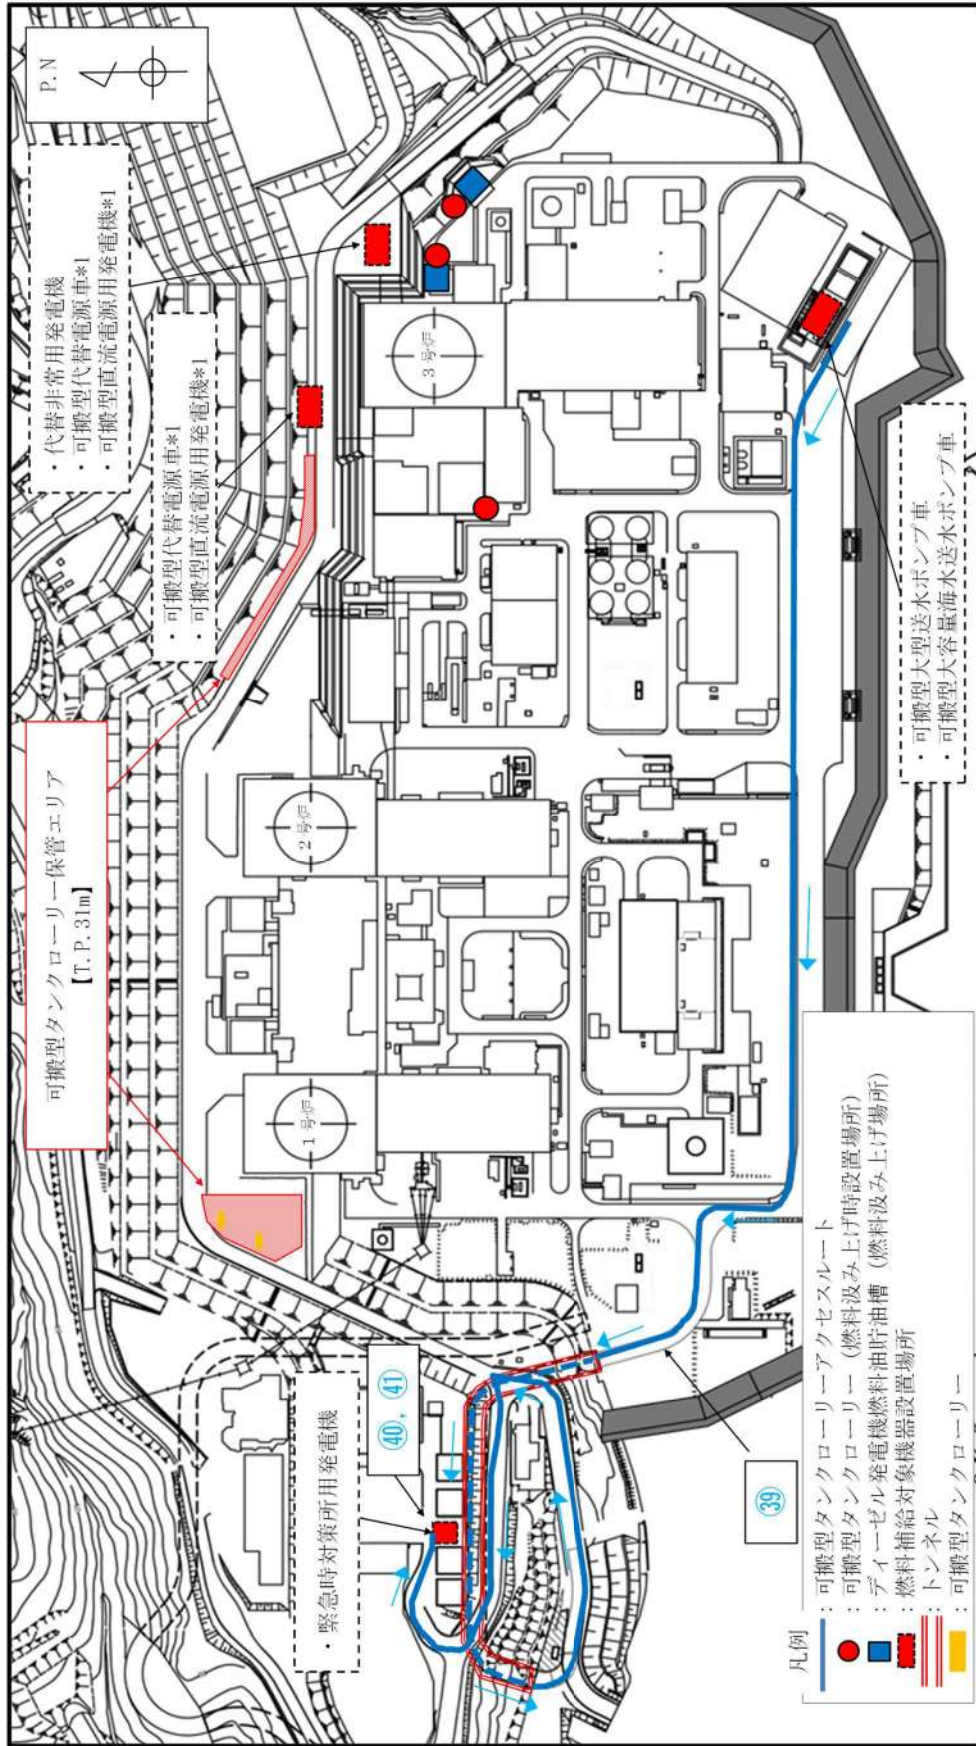 P.N
・代替非常用発電機
・可搬型代替電源車*1
・可搬型直流電源用発電機*1
・可搬型代替電源車*1
・可搬型直流電源用発電機*1
可搬型タンクローリー保管エリア
【T.P.31m】
3号炉
2号炉
1号炉
・緊急時対策所用発電機
㊵, ㊶
㊴
・可搬型大型送水ポンプ車
・可搬型大容量海水送水ポンプ車
凡例
: 可搬型タンクローリーアクセスルート
: 可搬型タンクローリー (燃料汲み上げ時設置場所)
: ディーゼル発電機燃料油貯油槽 (燃料汲み上げ場所)
: 燃料補給対象機器設置場所
: トンネル
: 可搬型タンクローリー